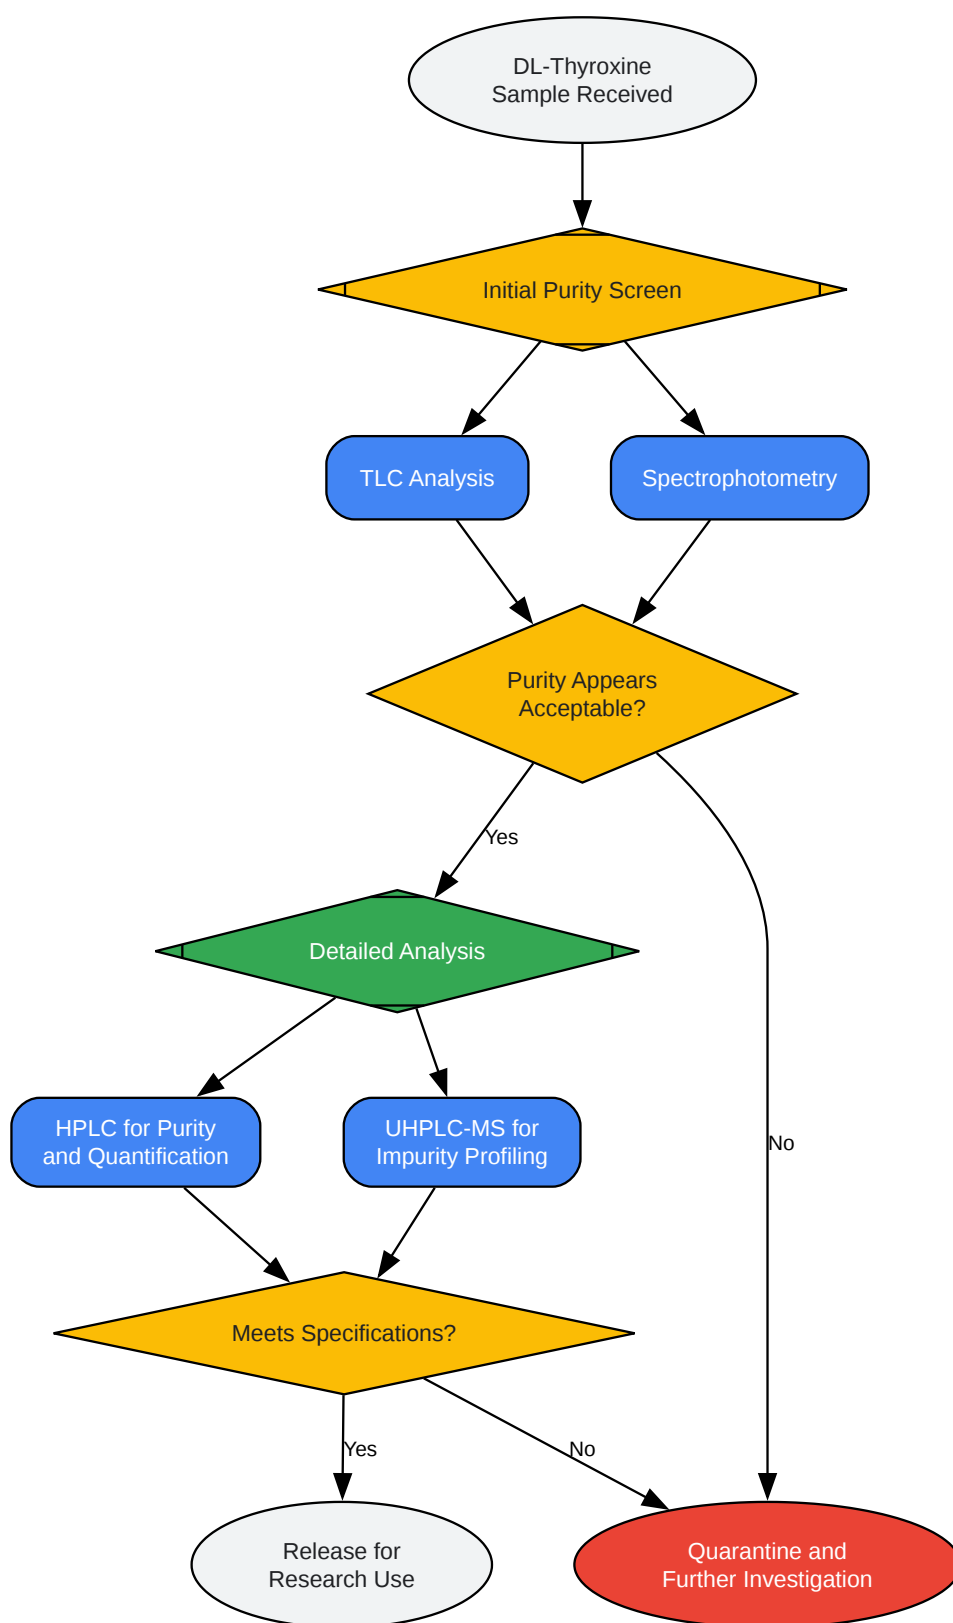 DL-Thyroxine
Sample Received
Initial Purity Screen
TLC Analysis
Spectrophotometry
Purity Appears
Acceptable?
Yes
Detailed Analysis
HPLC for Purity
and Quantification
UHPLC-MS for
Impurity Profiling
No
Meets Specifications?
Yes
No
Release for
Research Use
Quarantine and
Further Investigation